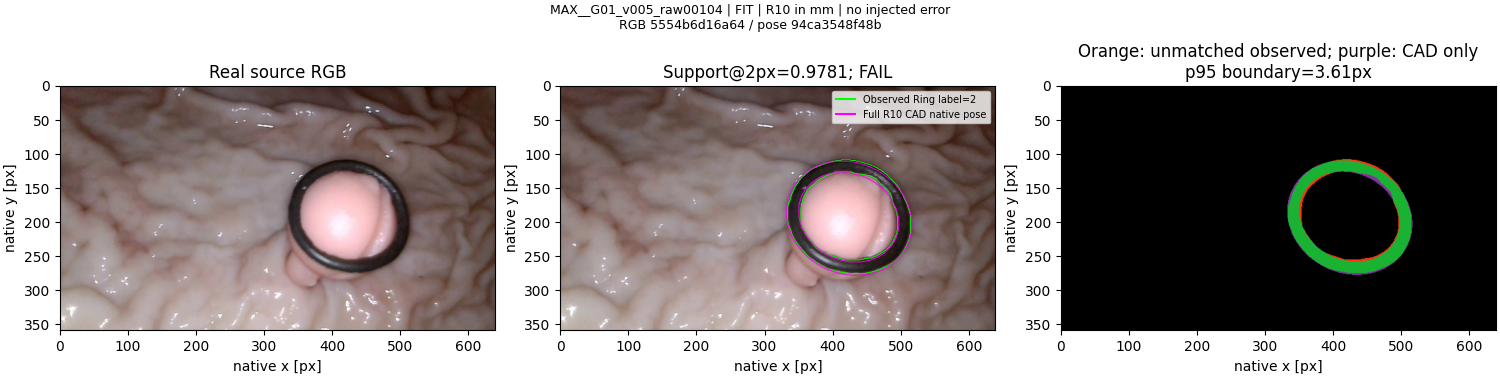 MAX__G01_v005_raw00104 | FIT | R10 in mm | no injected error
RGB 5554b6d16a64 / pose 94ca3548f48b
Real source RGB
0
50
100
150
200
250
300
350
native y [px]
0 100 200 300 400 500 600
native x [px]
Support@2px=0.9781; FAIL
Observed Ring label=2
Full R10 CAD native pose
0
50
100
150
200
250
300
350
native y [px]
0 100 200 300 400 500 600
native x [px]
Orange: unmatched observed; purple: CAD only
p95 boundary=3.61px
0
50
100
150
200
250
300
350
native y [px]
0 100 200 300 400 500 600
native x [px]